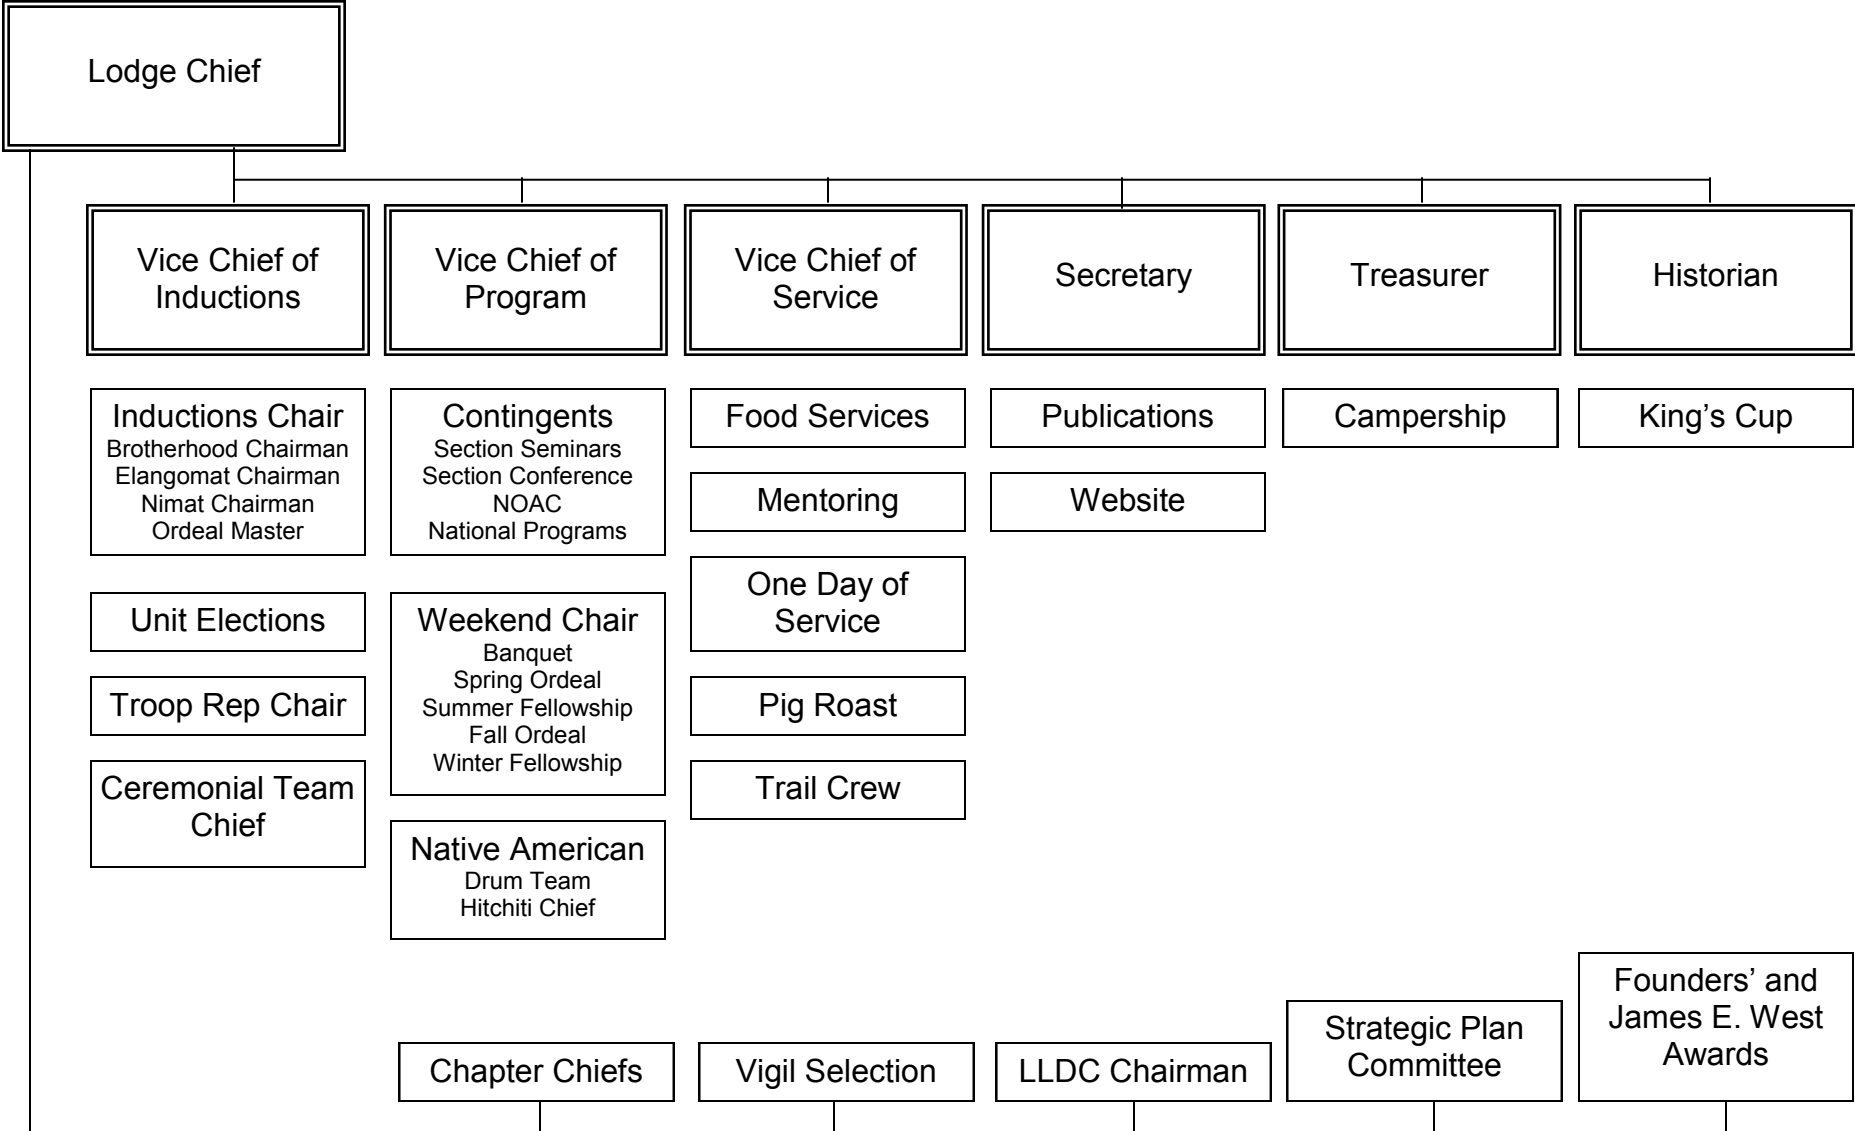 Lodge Chief
Vice Chief of
Inductions
Vice Chief of
Program
Vice Chief of
Service
Secretary
Treasurer
Historian
Inductions Chair
Brotherhood Chairman
Elangomat Chairman
Nimat Chairman
Ordeal Master
Unit Elections
Troop Rep Chair
Ceremonial Team
Chief
Contingents
Section Seminars
Section Conference
NOAC
National Programs
Weekend Chair
Banquet
Spring Ordeal
Summer Fellowship
Fall Ordeal
Winter Fellowship
Native American
Drum Team
Hitchiti Chief
Food Services
Mentoring
One Day of
Service
Pig Roast
Trail Crew
Publications
Website
Campership
King’s Cup
Chapter Chiefs
Vigil Selection
LLDC Chairman
Strategic Plan
Committee
Founders’ and
James E. West
Awards